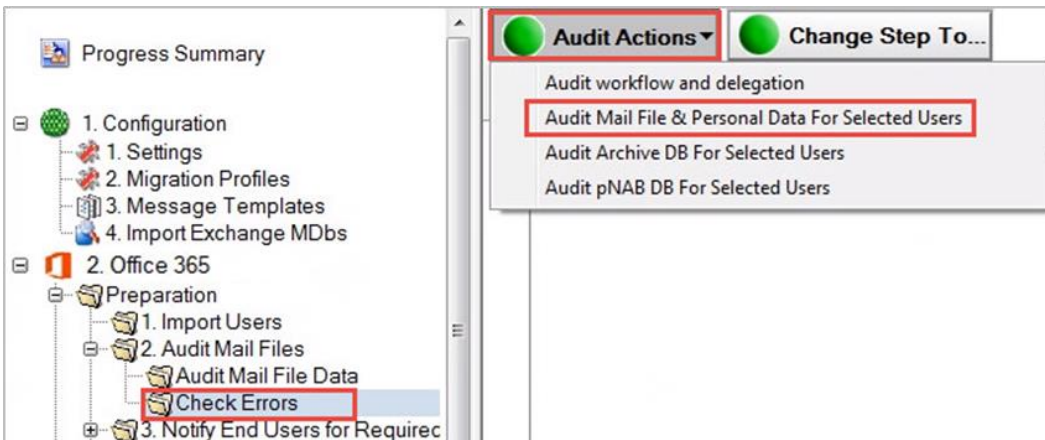 Progress Summary
1. Configuration
1. Settings
2. Migration Profiles
3. Message Templates
4. Import Exchange MDbs
2. Office 365
Preparation
1. Import Users
2. Audit Mail Files
Audit Mail File Data
Check Errors
3. Notify End Users for Requirec
Audit Actions
Change Step To...
Audit workflow and delegation
Audit Mail File & Personal Data For Selected Users
Audit Archive DB For Selected Users
Audit pNAB DB For Selected Users